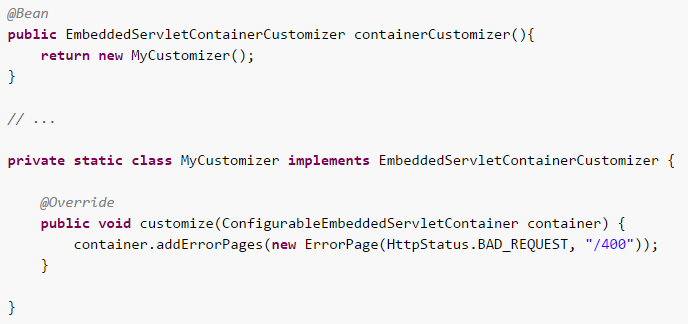 @Bean
public EmbeddedServletContainerCustomizer containerCustomizer(){
    return new MyCustomizer();
}
// ...
private static class MyCustomizer implements EmbeddedServletContainerCustomizer {
    @Override
    public void customize(ConfigurableEmbeddedServletContainer container) {
        container.addErrorPages(new ErrorPage(HttpStatus.BAD_REQUEST, "/400"));
    }
}